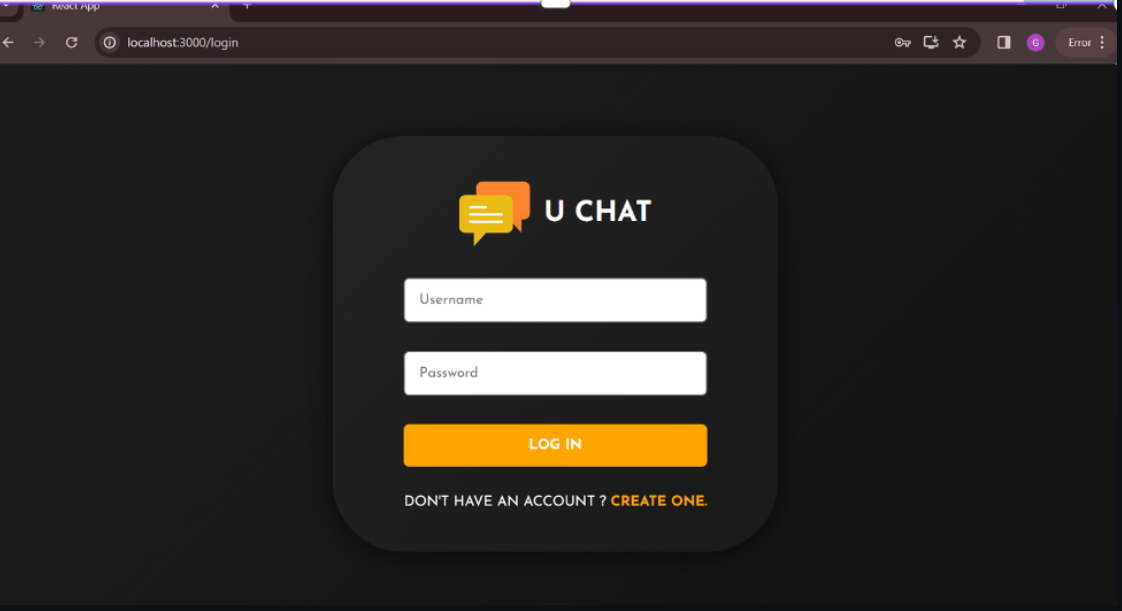 React App
localhost:3000/login
G
Error
U CHAT
Username
Password
LOG IN
DON'T HAVE AN ACCOUNT ? CREATE ONE.